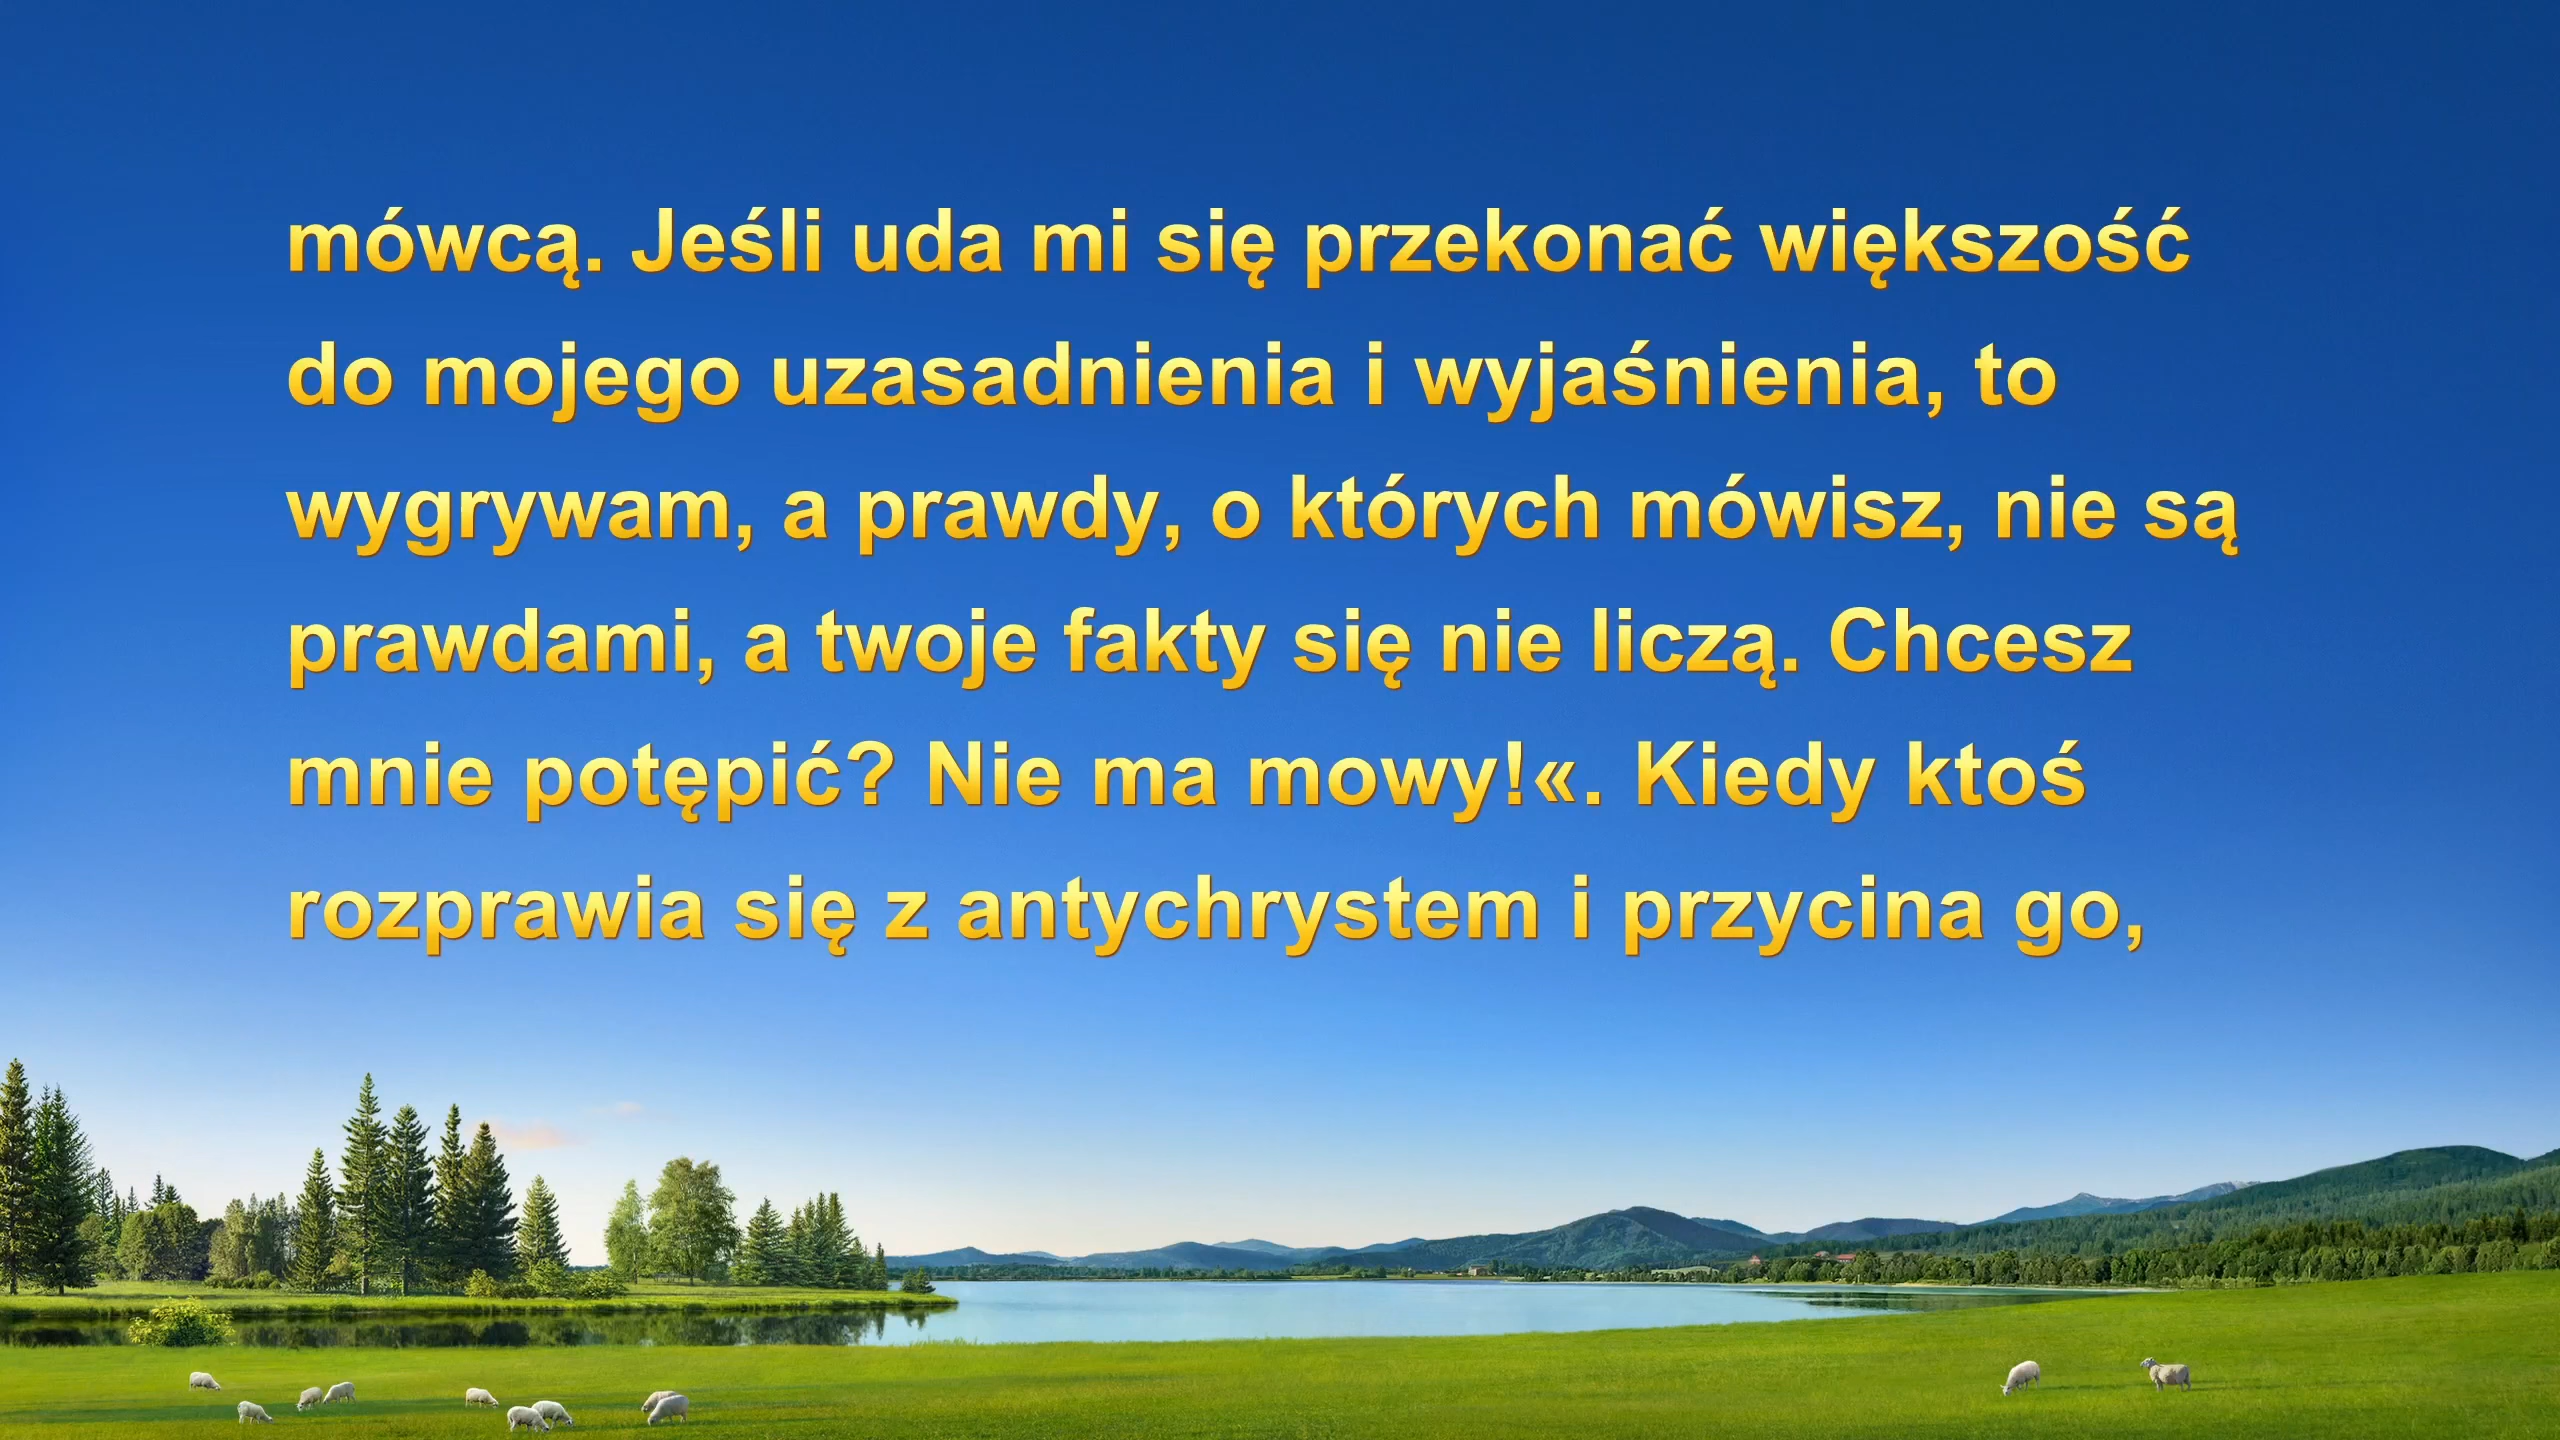 mówcą. Jeśli uda mi się przekonać większość
do mojego uzasadnienia i wyjaśnienia, to
wygrywam, a prawdy, o których mówisz, nie są
prawdami, a twoje fakty się nie liczą. Chcesz
mnie potępić? Nie ma mowy!«. Kiedy ktoś
rozprawia się z antychrystem i przycina go,